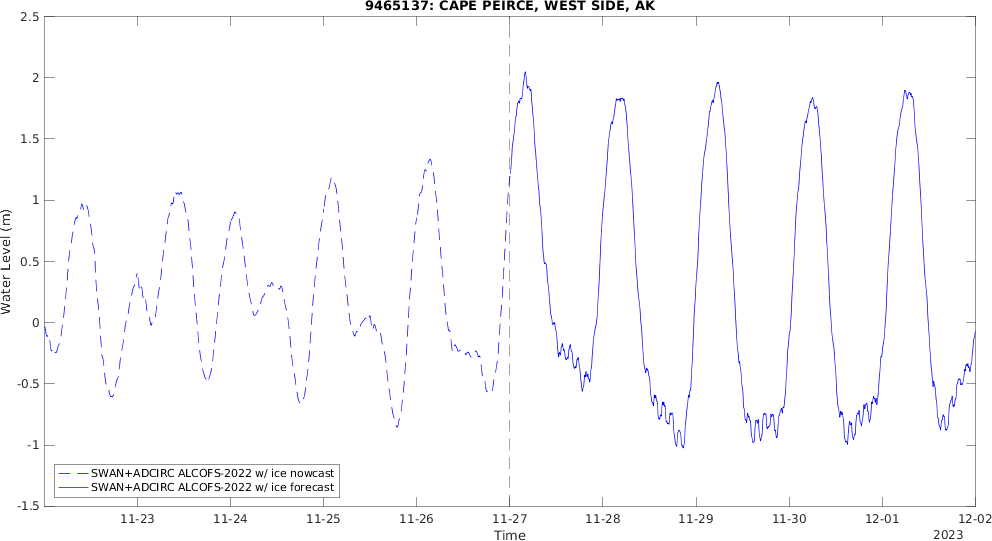 9465137: CAPE PEIRCE, WEST SIDE, AK
2.5
2
1.5
1
0.5
0
-0.5
-1
-1.5
Water Level (m)
SWAN+ADCIRC ALCOFS-2022 w/ ice nowcast
SWAN+ADCIRC ALCOFS-2022 w/ ice forecast
11-23 11-24 11-25 11-26 11-27 11-28 11-29 11-30 12-01 12-02
Time
2023